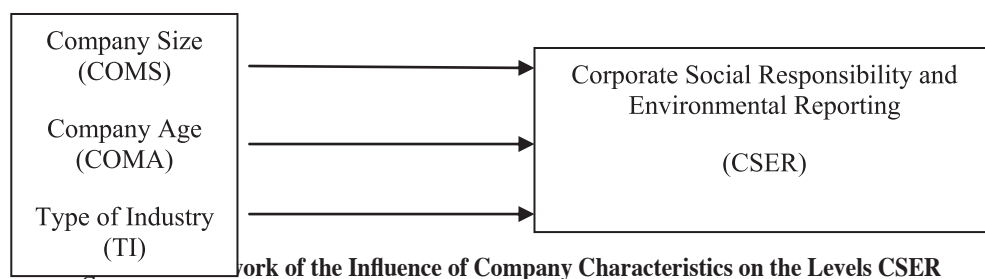 Company Size
(COMS)
Company Age
(COMA)
Type of Industry
(TI)
Corporate Social Responsibility and
Environmental Reporting
(CSER)
of the Influence of Company Characteristics on the Levels CSER